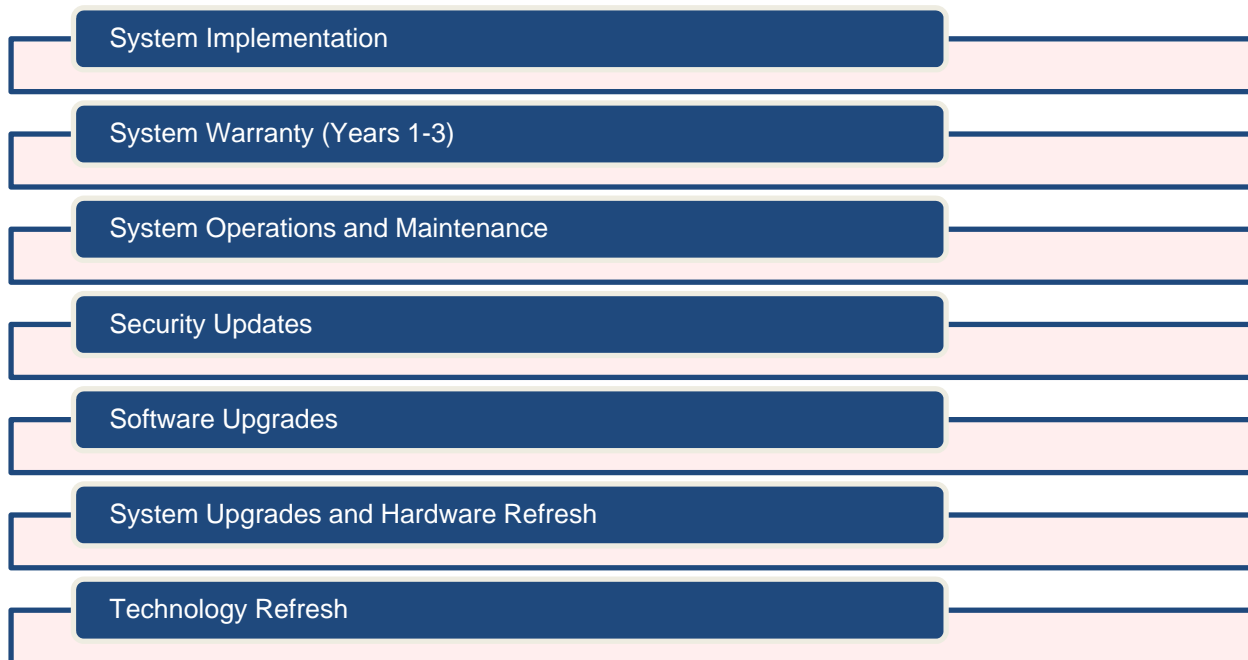 System Implementation
System Warranty (Years 1-3)
System Operations and Maintenance
Security Updates
Software Upgrades
System Upgrades and Hardware Refresh
Technology Refresh